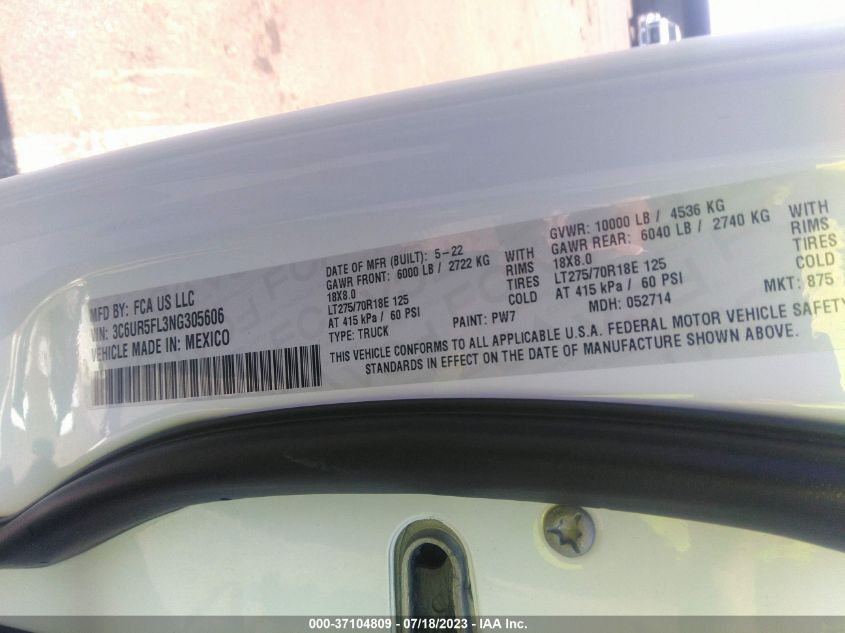 MFD BY: FCA US LLC
VIN: 3C6UR5FL3NG305606
VEHICLE MADE IN: MEXICO
DATE OF MFR (BUILT): 5-22
GAWR FRONT: 6000 LB / 2722 KG WITH
18X8.0 RIMS
LT275/70R18E 125 TIRES
AT 415 kPa / 60 PSI COLD
TYPE: TRUCK PAINT: PW7
GVWR: 10000 LB / 4536 KG
GAWR REAR: 6040 LB / 2740 KG WITH
18X8.0 RIMS
LT275/70R18E 125 TIRES
AT 415 kPa / 60 PSI COLD
MDH: 052714 MKT: 875
THIS VEHICLE CONFORMS TO ALL APPLICABLE U.S.A. FEDERAL MOTOR VEHICLE SAFETY
STANDARDS IN EFFECT ON THE DATE OF MANUFACTURE SHOWN ABOVE.
000-37104809 - 07/18/2023 - IAA Inc.